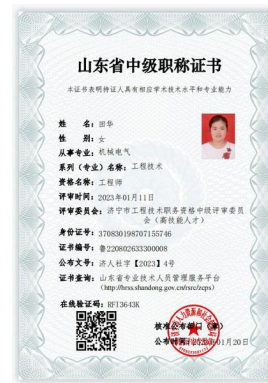 山东省中级职称证书
本证书表明持证人具有相应学术技术水平和专业能力
姓 名：田华
性 别：女
从事专业：机械电气
系列（专业）名称：工程技术
资格名称：工程师
评审时间：2023年01月11日
评审委员会：济宁市工程技术职务资格中级评审委员
会（高技能人才）
身份证号：370830198707155746
证书编号：鲁220802633300008
公布文号：济人社字【2023】4号
证书查询：山东省专业技术人员管理服务平台
（http://hrss.shandong.gov.cn/rsrc/zcps）
在线验证码：RFT3643K
核准公布部门（章）
公布时间：2023年01月20日